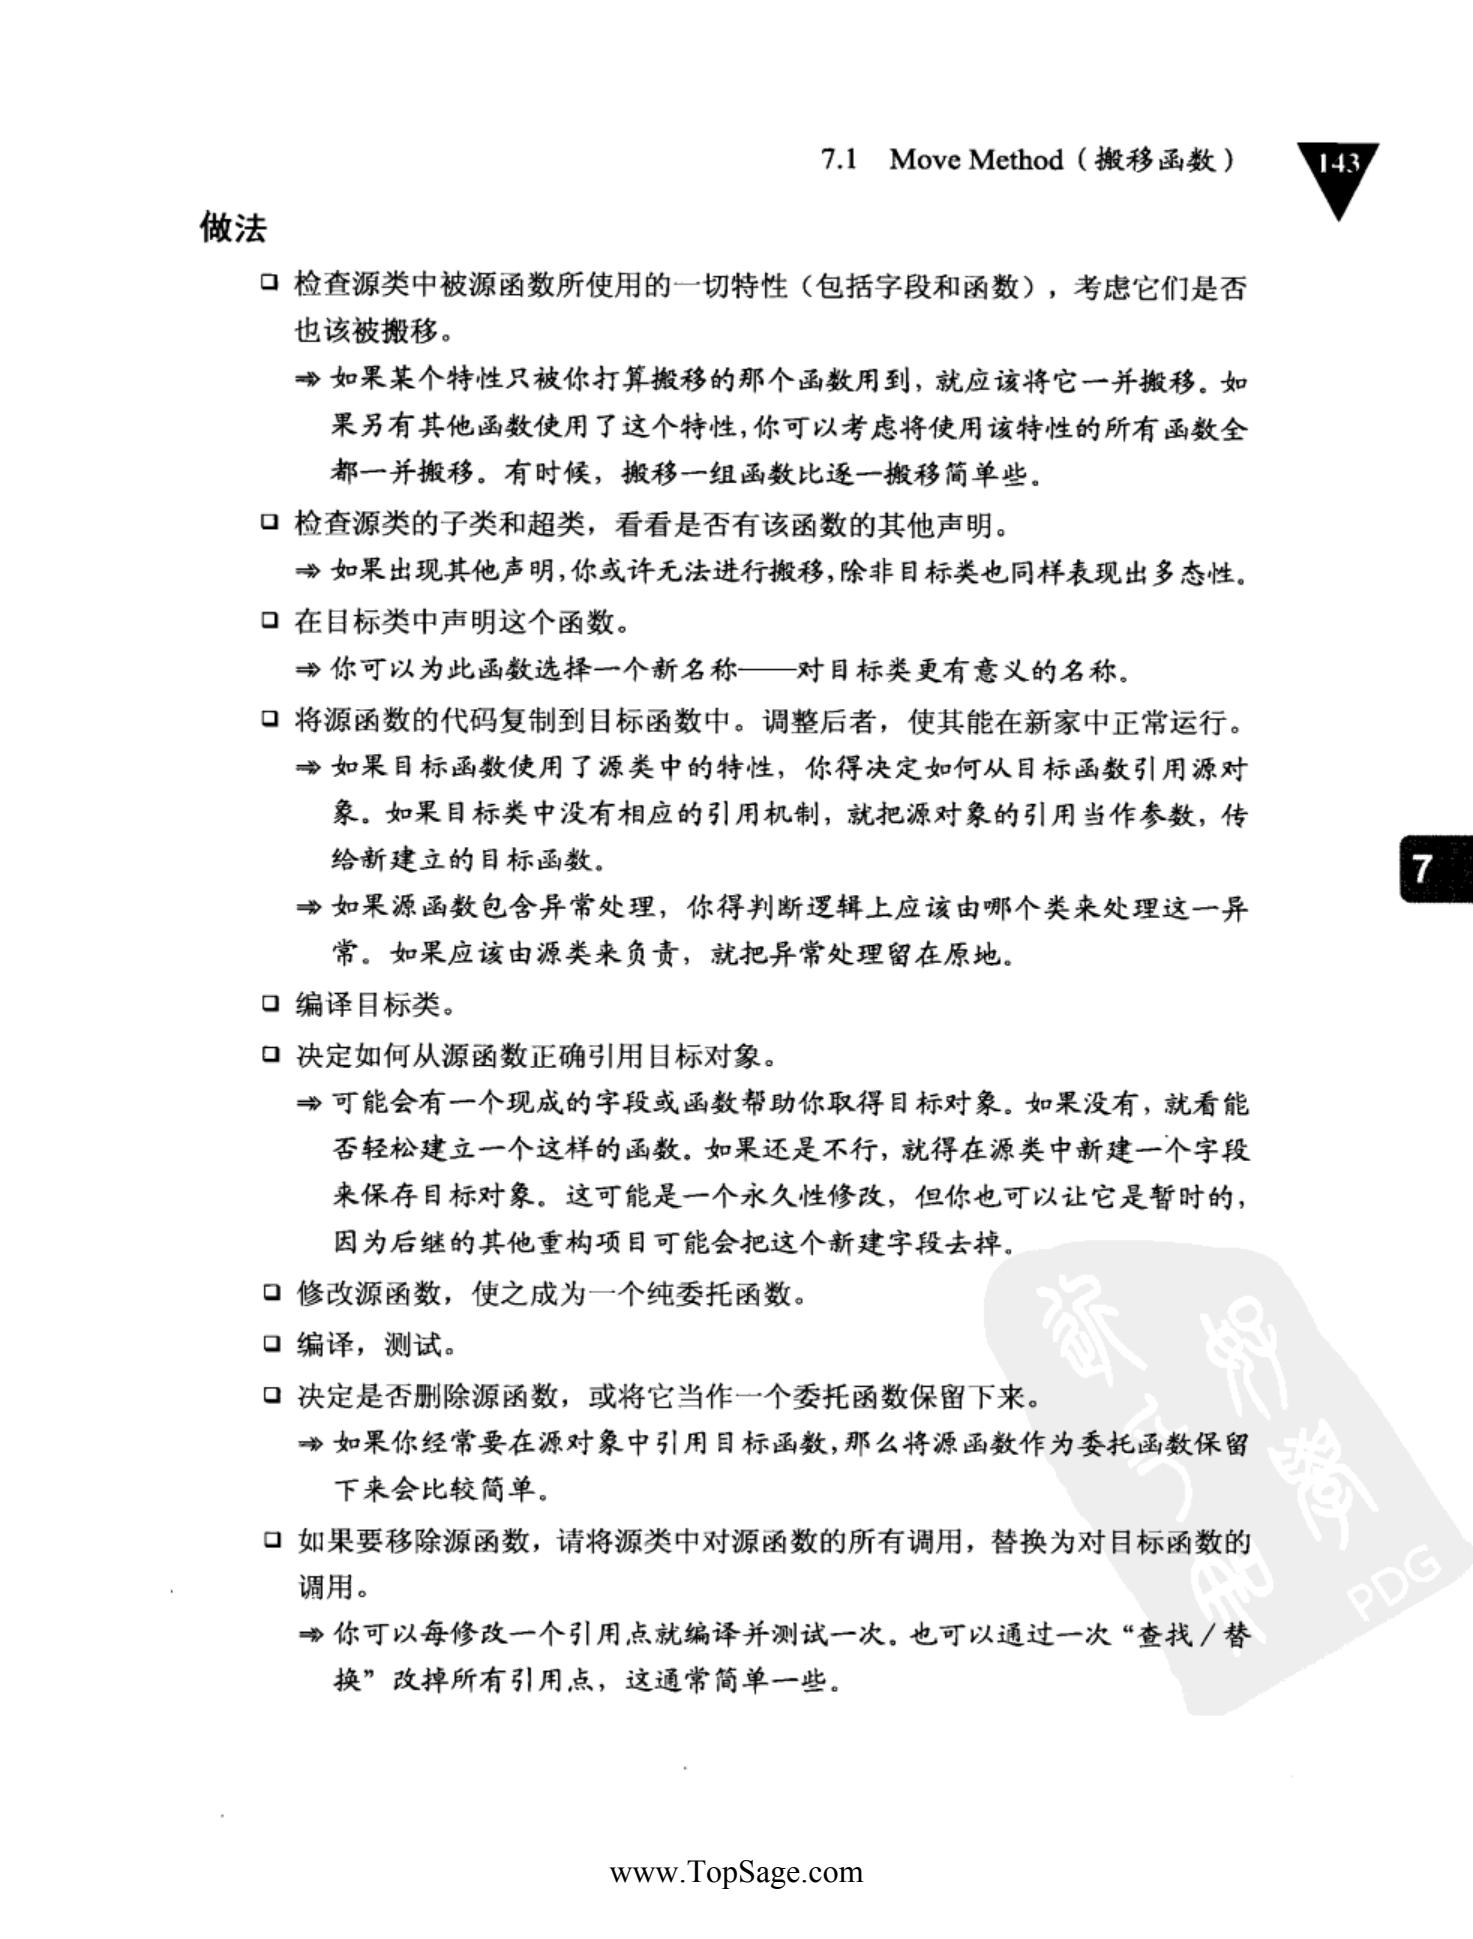 7.1 Move Method（搬移函数） 143
做法
❑ 检查源类中被源函数所使用的一切特性（包括字段和函数），考虑它们是否
也该被搬移。
⇒ 如果某个特性只被你打算搬移的那个函数用到，就应该将它一并搬移。如
果另有其他函数使用了这个特性，你可以考虑将使用该特性的所有函数全
都一并搬移。有时候，搬移一组函数比逐一搬移简单些。
❑ 检查源类的子类和超类，看看是否有该函数的其他声明。
⇒ 如果出现其他声明，你或许无法进行搬移，除非目标类也同样表现出多态性。
❑ 在目标类中声明这个函数。
⇒ 你可以为此函数选择一个新名称——对目标类更有意义的名称。
❑ 将源函数的代码复制到目标函数中。调整后者，使其能在新家中正常运行。
⇒ 如果目标函数使用了源类中的特性，你得决定如何从目标函数引用源对
象。如果目标类中没有相应的引用机制，就把源对象的引用当作参数，传
给新建立的目标函数。
7
⇒ 如果源函数包含异常处理，你得判断逻辑上应该由哪个类来处理这一异
常。如果应该由源类来负责，就把异常处理留在原地。
❑ 编译目标类。
❑ 决定如何从源函数正确引用目标对象。
⇒ 可能会有一个现成的字段或函数帮助你取得目标对象。如果没有，就看能
否轻松建立一个这样的函数。如果还是不行，就得在源类中新建一个字段
来保存目标对象。这可能是一个永久性修改，但你也可以让它是暂时的，
因为后继的其他重构项目可能会把这个新建字段去掉。
❑ 修改源函数，使之成为一个纯委托函数。
❑ 编译，测试。
❑ 决定是否删除源函数，或将它当作一个委托函数保留下来。
⇒ 如果你经常要在源对象中引用目标函数，那么将源函数作为委托函数保留
下来会比较简单。
❑ 如果要移除源函数，请将源类中对源函数的所有调用，替换为对目标函数的
调用。
⇒ 你可以每修改一个引用点就编译并测试一次。也可以通过一次“查找／替
换”改掉所有引用点，这通常简单一些。
PDG
www.TopSage.com